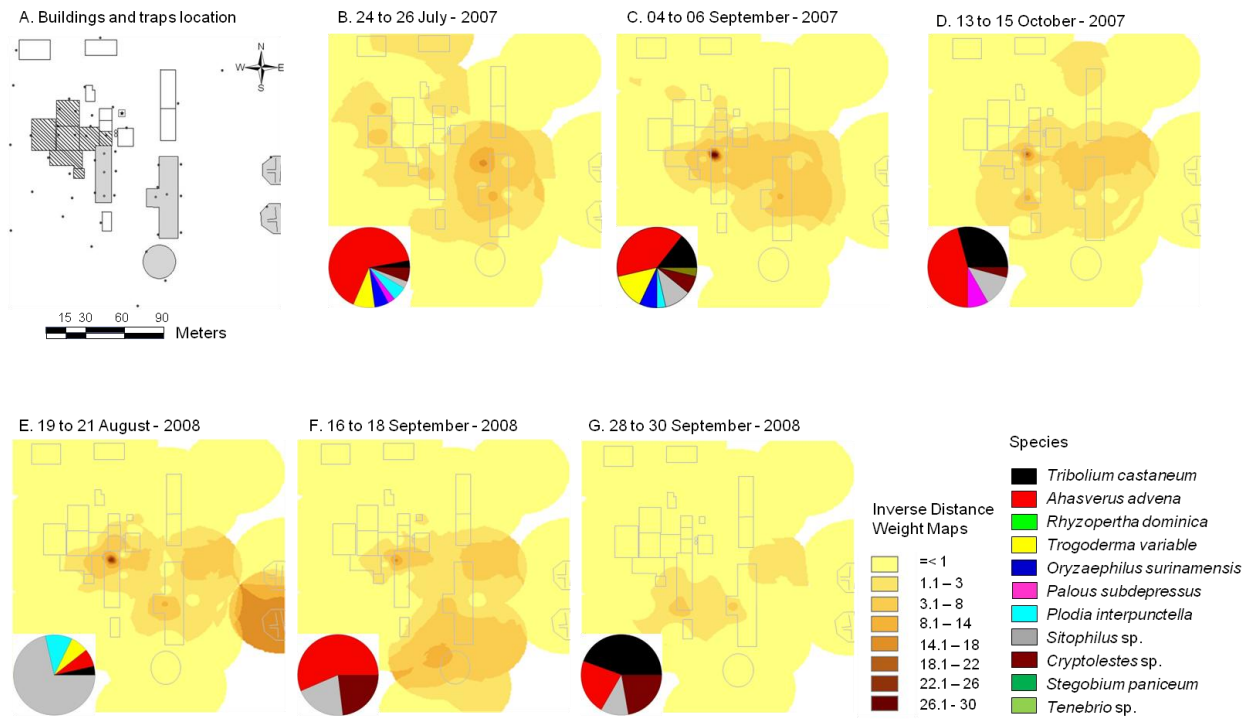 A. Buildings and traps location
B. 24 to 26 July - 2007
C. 04 to 06 September - 2007
D. 13 to 15 October - 2007
N
W E
S
15 30 60 90
Meters
E. 19 to 21 August - 2008
F. 16 to 18 September - 2008
G. 28 to 30 September - 2008
Inverse Distance
Weight Maps
=< 1
1.1 – 3
3.1 – 8
8.1 – 14
14.1 – 18
18.1 – 22
22.1 – 26
26.1 - 30
Species
Tribolium castaneum
Ahasverus advena
Rhyzopertha dominica
Trogoderma variable
Oryzaephilus surinamensis
Palous subdepressus
Plodia interpunctella
Sitophilus sp.
Cryptolestes sp.
Stegobium paniceum
Tenebrio sp.